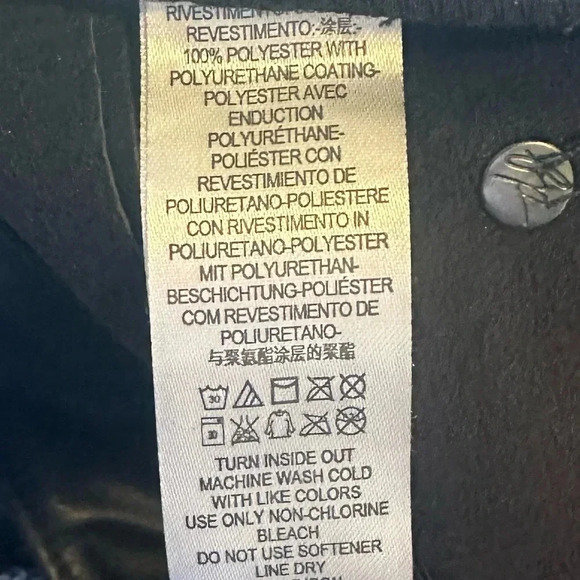 REVESTIMENTO:-涂层:-
100% POLYESTER WITH
POLYURETHANE COATING-
POLYESTER AVEC
ENDUCTION
POLYURÉTHANE-
POLIÉSTER CON
REVESTIMIENTO DE
POLIURETANO-POLIESTERE
CON RIVESTIMENTO IN
POLIURETANO-POLYESTER
MIT POLYURETHAN-
BESCHICHTUNG-POLIÉSTER
COM REVESTIMENTO DE
POLIURETANO-
与聚氨酯涂层的聚酯
30
30
TURN INSIDE OUT
MACHINE WASH COLD
WITH LIKE COLORS
USE ONLY NON-CHLORINE
BLEACH
DO NOT USE SOFTENER
LINE DRY